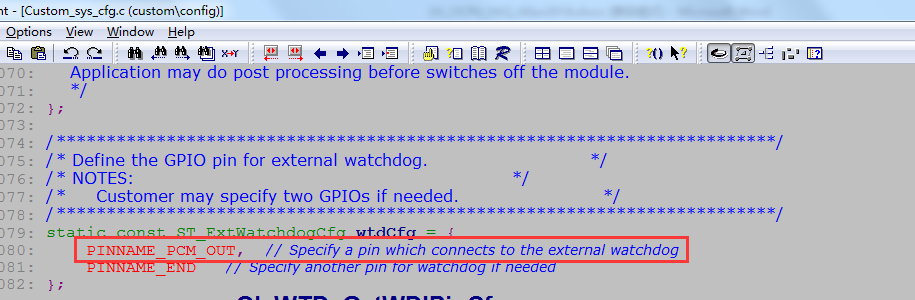 nt - [Custom_sys_cfg.c (custom\config)]
Options View Window Help
070: Application may do post processing before switches off the module.
071: */
072: };
073:
074: /************************************************************************/
075: /* Define the GPIO pin for external watchdog. */
076: /* NOTES: */
077: /* Customer may specify two GPIOs if needed. */
078: /************************************************************************/
079: static const ST_ExtWatchdogCfg wtdCfg = {
080: PINNAME_PCM_OUT, // Specify a pin which connects to the external watchdog
081: PINNAME_END // Specify another pin for watchdog if needed
082: };